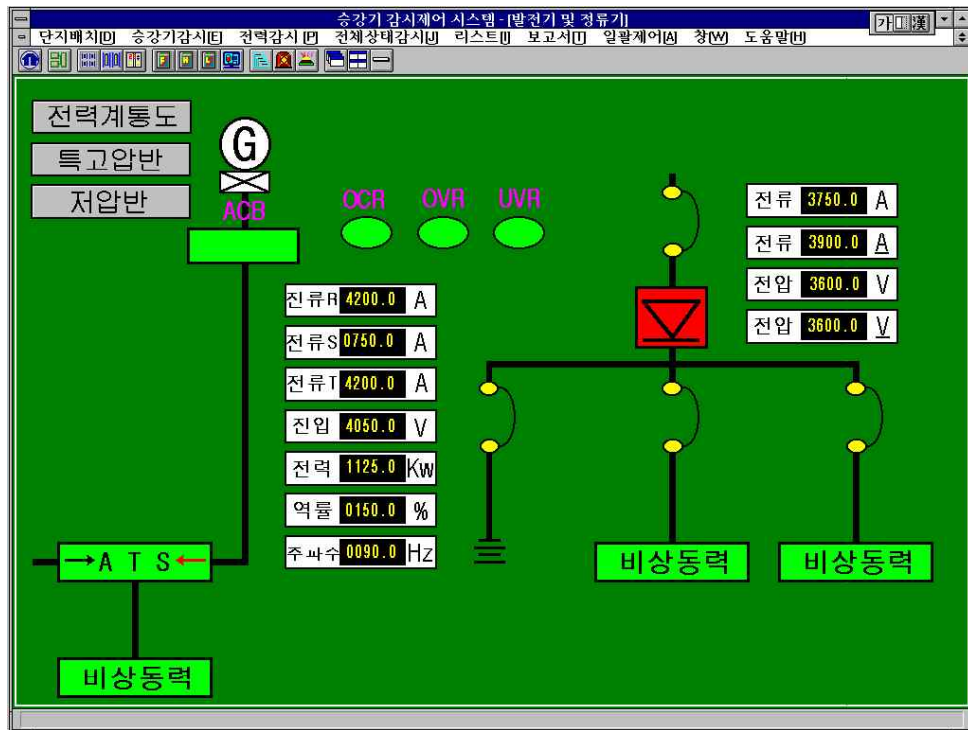 승강기 감시제어 시스템 - [발전기 및 정류기]
가 漢
단지배치[D] 승강기감시[E] 전력감시 [P] 전체상태감시[J] 리스트[I] 보고서[T] 일괄제어[A] 창[W] 도움말[H]
전력계통도
특고압반
저압반
G
ACB
OCR OVR UVR
전류R 4200.0 A
전류S 0750.0 A
전류T 4200.0 A
진입 4050.0 V
전력 1125.0 Kw
역률 0150.0 %
주파수 0090.0 Hz
전류 3750.0 A
전류 3900.0 A
전압 3600.0 V
전압 3600.0 V
→A T S←
비상동력
비상동력
비상동력